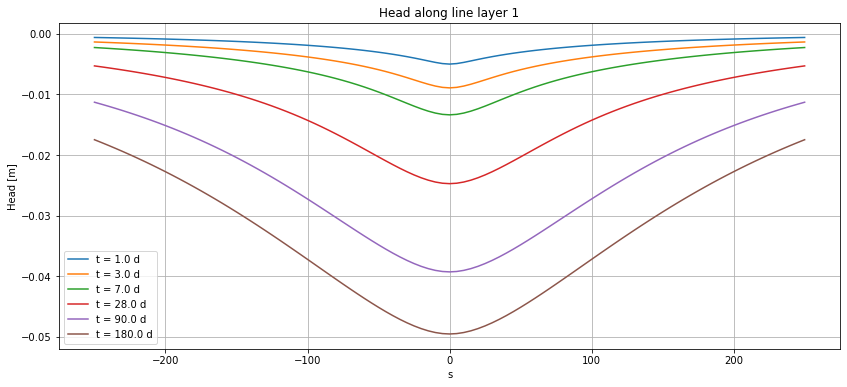 Head along line layer 1
0.00
−0.01
−0.02
−0.03
−0.04
−0.05
Head [m]
t = 1.0 d
t = 3.0 d
t = 7.0 d
t = 28.0 d
t = 90.0 d
t = 180.0 d
−200
−100
0
100
200
s